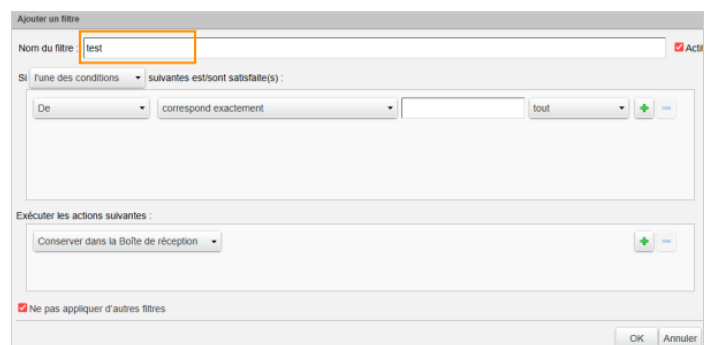 Ajouter un filtre
Nom du filtre : test Actif
Si l'une des conditions suivantes est/sont satisfaite(s) :
De correspond exactement tout
Exécuter les actions suivantes :
Conserver dans la Boîte de réception
Ne pas appliquer d'autres filtres
OK Annuler